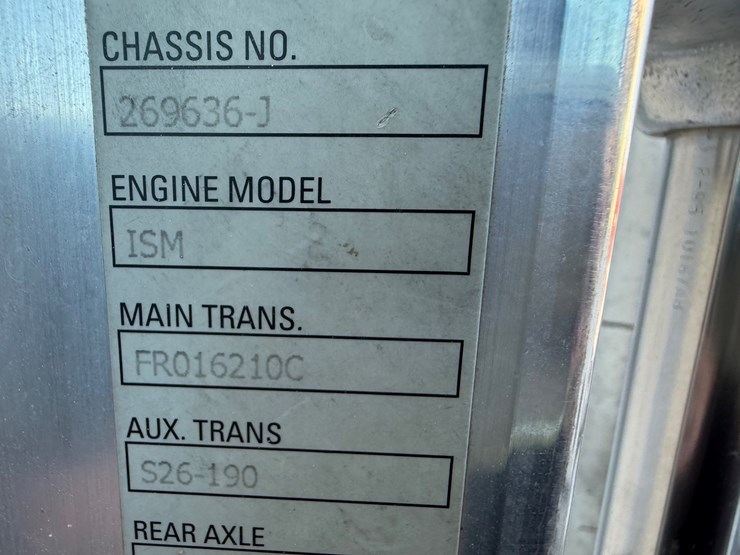 CHASSIS NO.
269636-J
ENGINE MODEL
ISM
MAIN TRANS.
FRO16210C
AUX. TRANS
S26-190
REAR AXLE